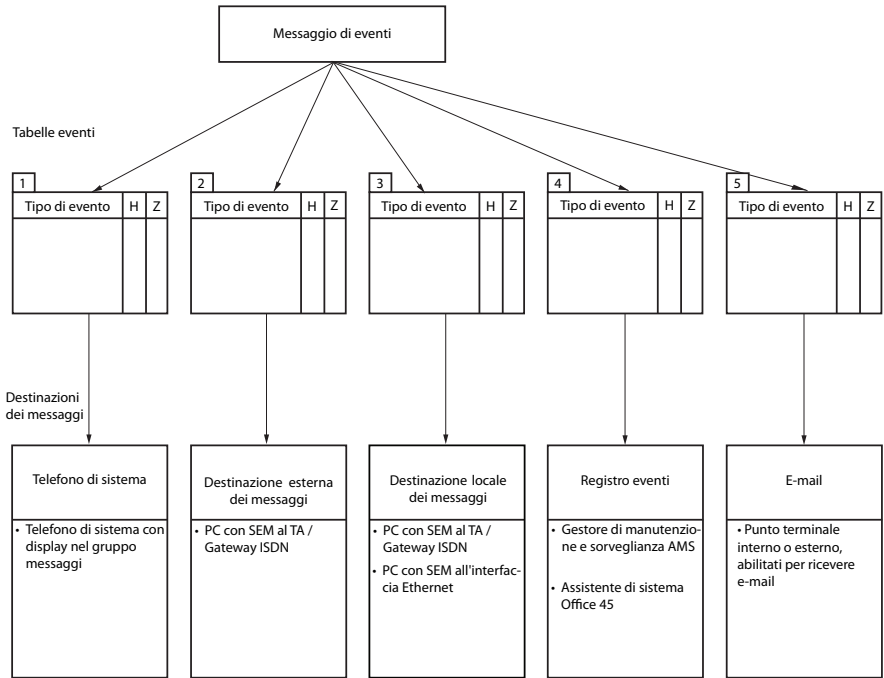 Messaggio di eventi
Tabelle eventi
1
Tipo di evento H Z
2
Tipo di evento H Z
3
Tipo di evento H Z
4
Tipo di evento H Z
5
Tipo di evento H Z
Destinazioni
dei messaggi
Telefono di sistema
• Telefono di sistema con
display nel gruppo
messaggi
Destinazione esterna
dei messaggi
• PC con SEM al TA /
Gateway ISDN
Destinazione locale
dei messaggi
• PC con SEM al TA /
Gateway ISDN
• PC con SEM all'interfac-
cia Ethernet
Registro eventi
• Gestore di manutenzio-
ne e sorveglianza AMS
• Assistente di sistema
Office 45
E-mail
• Punto terminale
interno o esterno,
abilitati per ricevere
e-mail